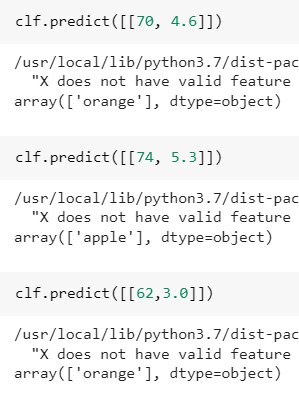 clf.predict([[70, 4.6]])
/usr/local/lib/python3.7/dist-pac
"X does not have valid feature
array(['orange'], dtype=object)
clf.predict([[74, 5.3]])
/usr/local/lib/python3.7/dist-pac
"X does not have valid feature
array(['apple'], dtype=object)
clf.predict([[62,3.0]])
/usr/local/lib/python3.7/dist-pac
"X does not have valid feature
array(['orange'], dtype=object)